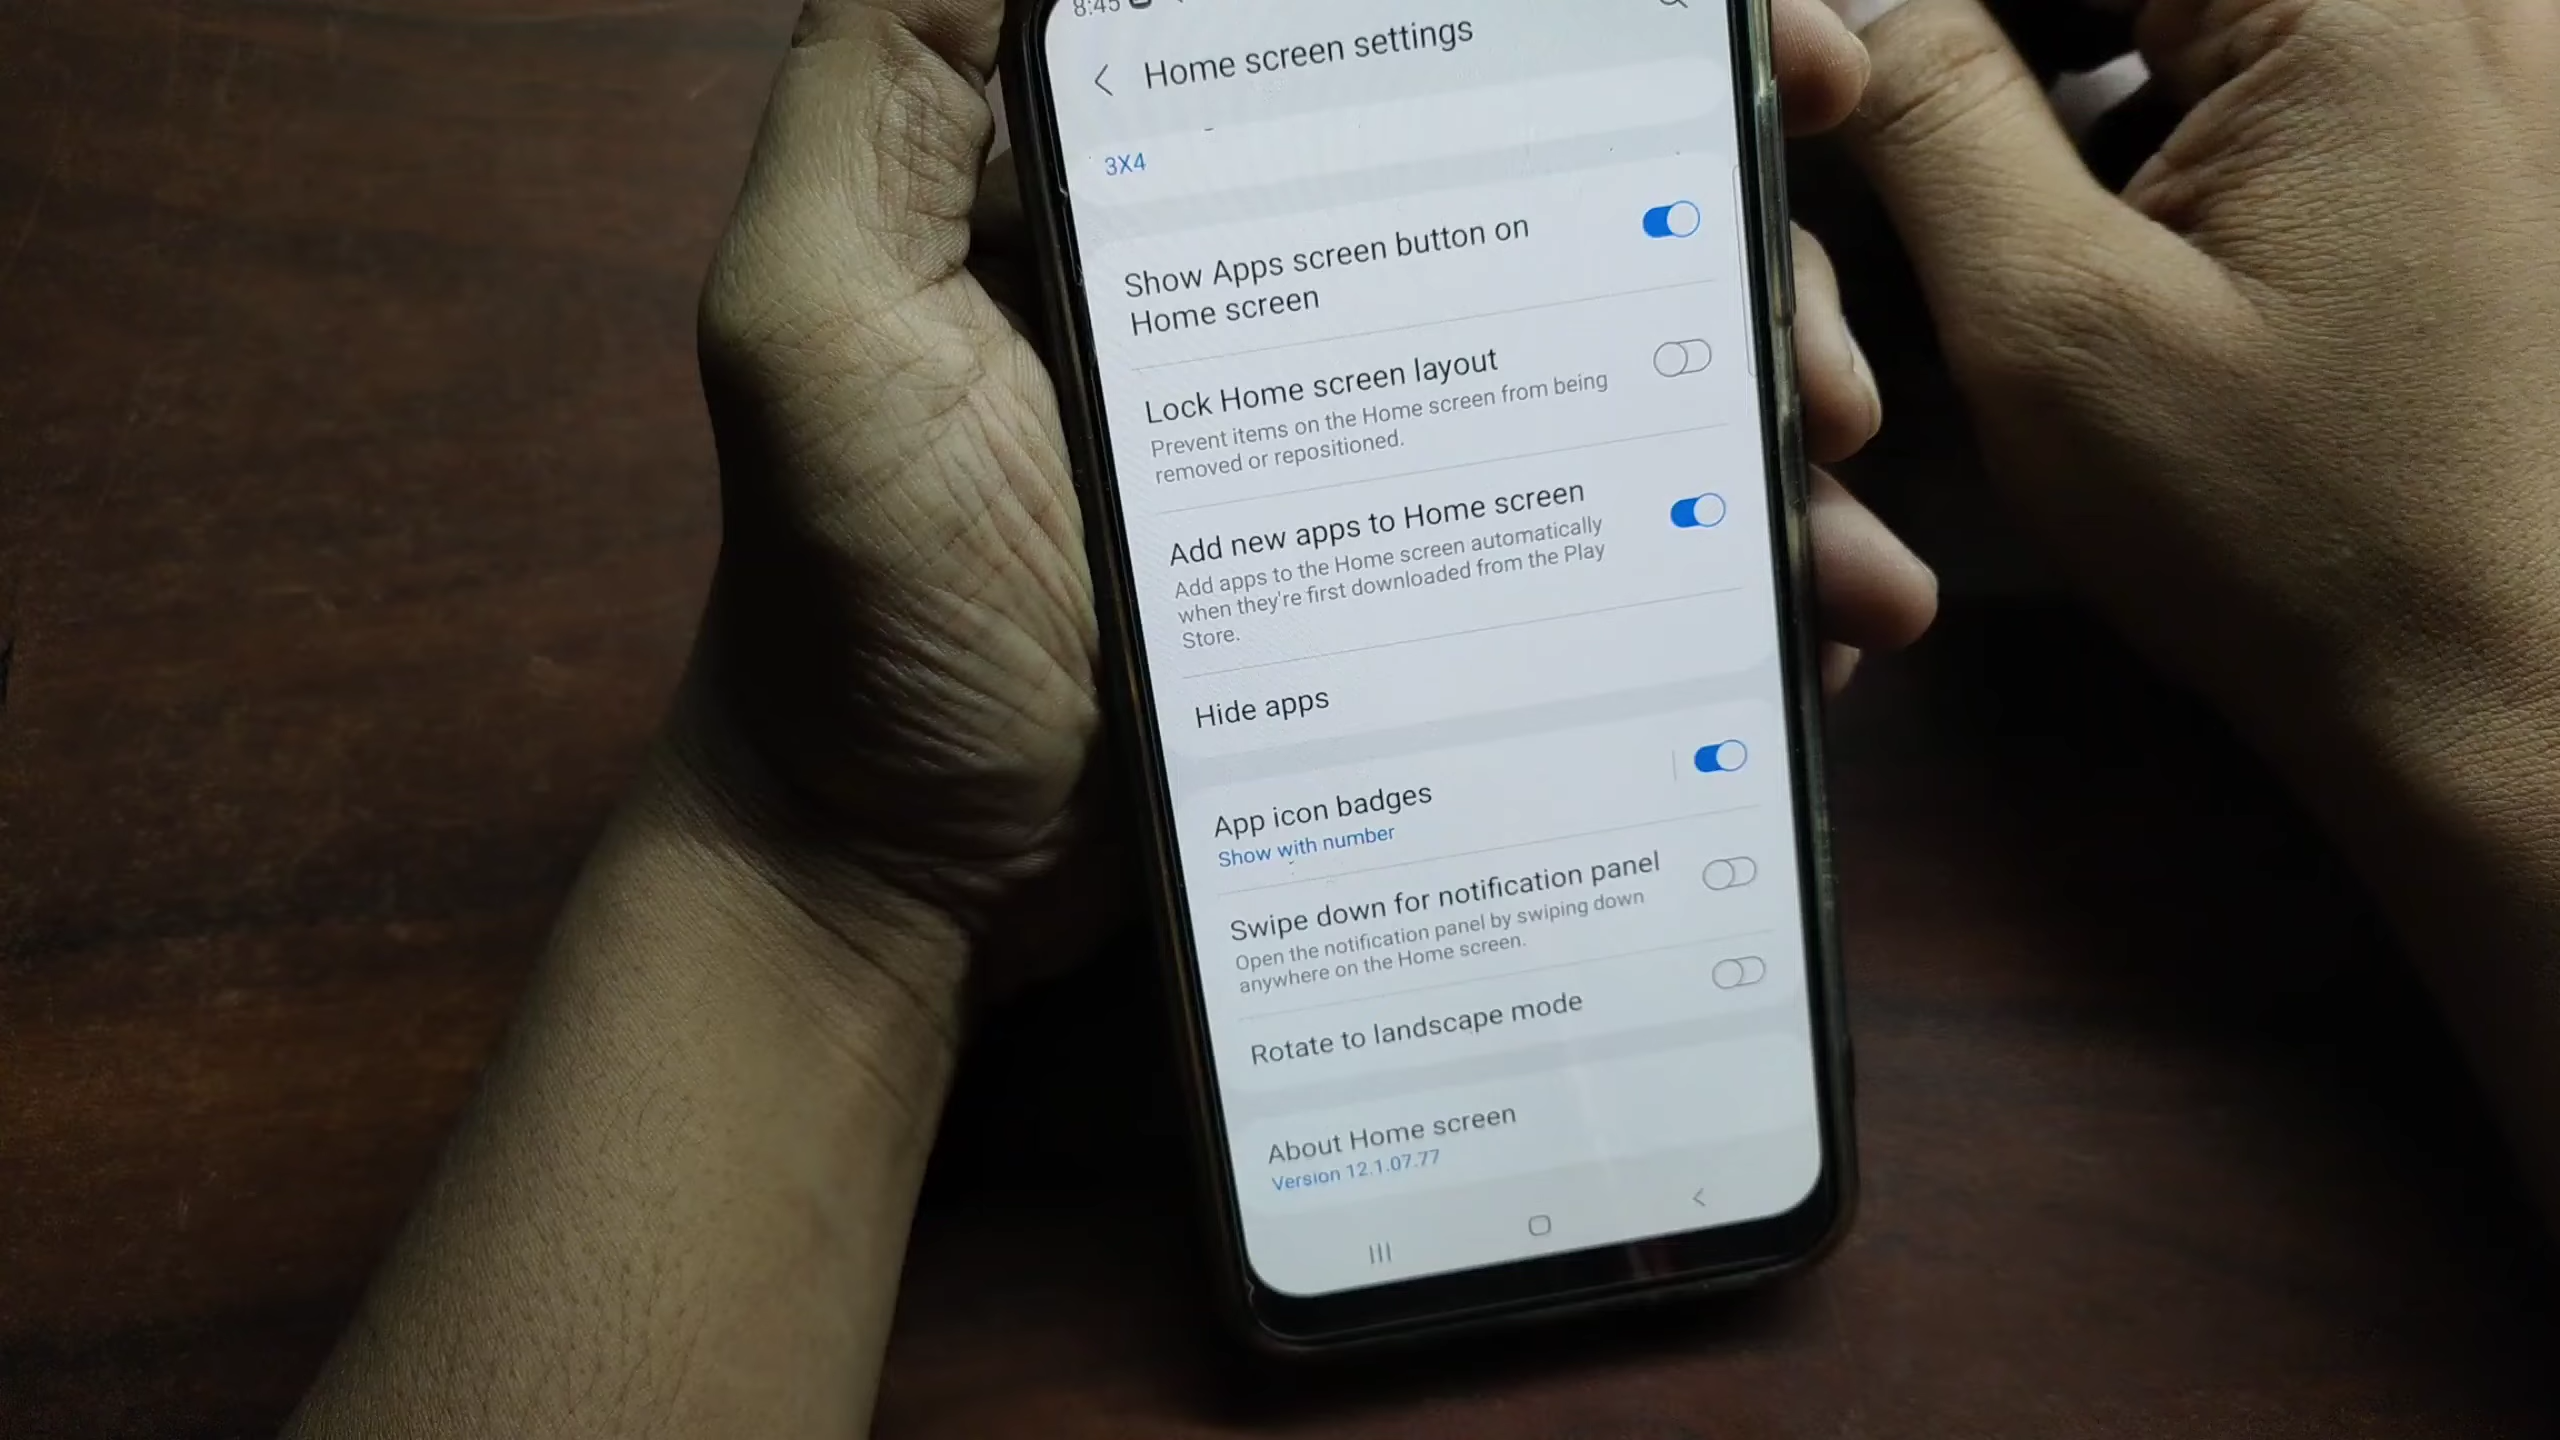 8:45
Home screen settings
3X4
Show Apps screen button on
Home screen
Lock Home screen layout
Prevent items on the Home screen from being
removed or repositioned.
Add new apps to Home screen
Add apps to the Home screen automatically
when they're first downloaded from the Play
Store.
Hide apps
App icon badges
Show with number
Swipe down for notification panel
Open the notification panel by swiping down
anywhere on the Home screen.
Rotate to landscape mode
About Home screen
Version 12.1.07.77